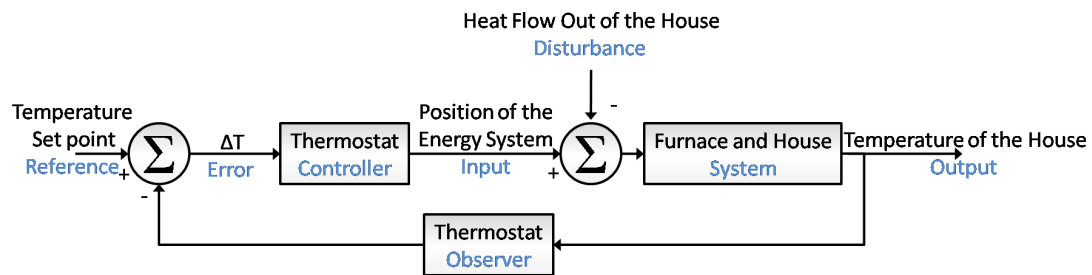 Heat Flow Out of the House
Disturbance
-
Temperature
Set point
Reference
+
-
Σ
ΔT
Error
Thermostat
Controller
Position of the
Energy System
Input
+
Σ
Furnace and House
System
Temperature of the House
Output
Thermostat
Observer